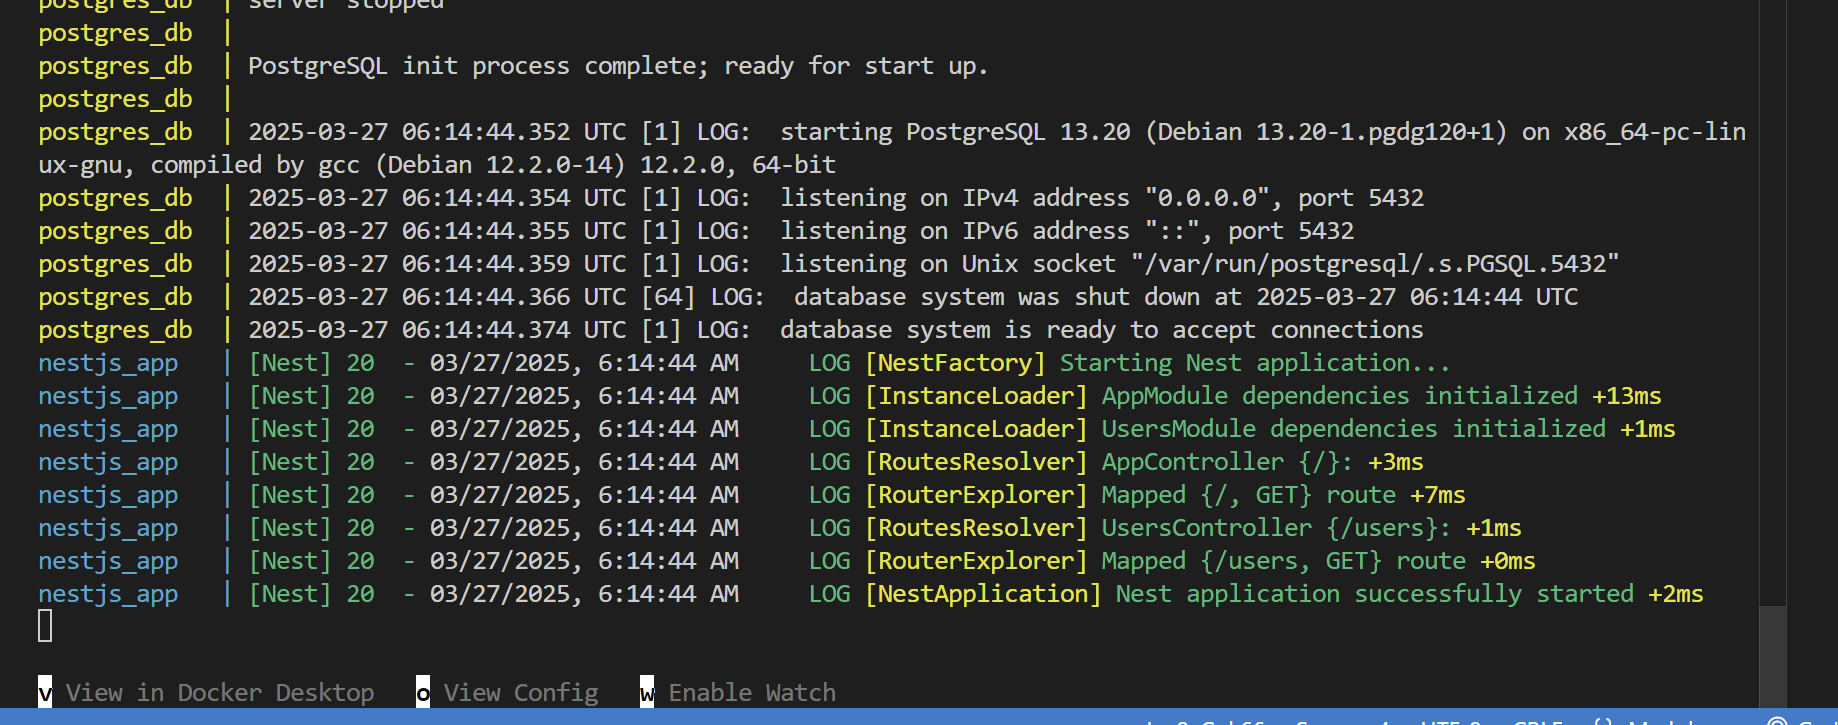 postgres_db | server stopped
postgres_db |
postgres_db | PostgreSQL init process complete; ready for start up.
postgres_db |
postgres_db | 2025-03-27 06:14:44.352 UTC [1] LOG:  starting PostgreSQL 13.20 (Debian 13.20-1.pgdg120+1) on x86_64-pc-lin
ux-gnu, compiled by gcc (Debian 12.2.0-14) 12.2.0, 64-bit
postgres_db | 2025-03-27 06:14:44.354 UTC [1] LOG:  listening on IPv4 address "0.0.0.0", port 5432
postgres_db | 2025-03-27 06:14:44.355 UTC [1] LOG:  listening on IPv6 address "::", port 5432
postgres_db | 2025-03-27 06:14:44.359 UTC [1] LOG:  listening on Unix socket "/var/run/postgresql/.s.PGSQL.5432"
postgres_db | 2025-03-27 06:14:44.366 UTC [64] LOG:  database system was shut down at 2025-03-27 06:14:44 UTC
postgres_db | 2025-03-27 06:14:44.374 UTC [1] LOG:  database system is ready to accept connections
nestjs_app | [Nest] 20  - 03/27/2025, 6:14:44 AM     LOG [NestFactory] Starting Nest application...
nestjs_app | [Nest] 20  - 03/27/2025, 6:14:44 AM     LOG [InstanceLoader] AppModule dependencies initialized +13ms
nestjs_app | [Nest] 20  - 03/27/2025, 6:14:44 AM     LOG [InstanceLoader] UsersModule dependencies initialized +1ms
nestjs_app | [Nest] 20  - 03/27/2025, 6:14:44 AM     LOG [RoutesResolver] AppController {/}: +3ms
nestjs_app | [Nest] 20  - 03/27/2025, 6:14:44 AM     LOG [RouterExplorer] Mapped {/, GET} route +7ms
nestjs_app | [Nest] 20  - 03/27/2025, 6:14:44 AM     LOG [RoutesResolver] UsersController {/users}: +1ms
nestjs_app | [Nest] 20  - 03/27/2025, 6:14:44 AM     LOG [RouterExplorer] Mapped {/users, GET} route +0ms
nestjs_app | [Nest] 20  - 03/27/2025, 6:14:44 AM     LOG [NestApplication] Nest application successfully started +2ms
v View in Docker Desktop   o View Config   w Enable Watch